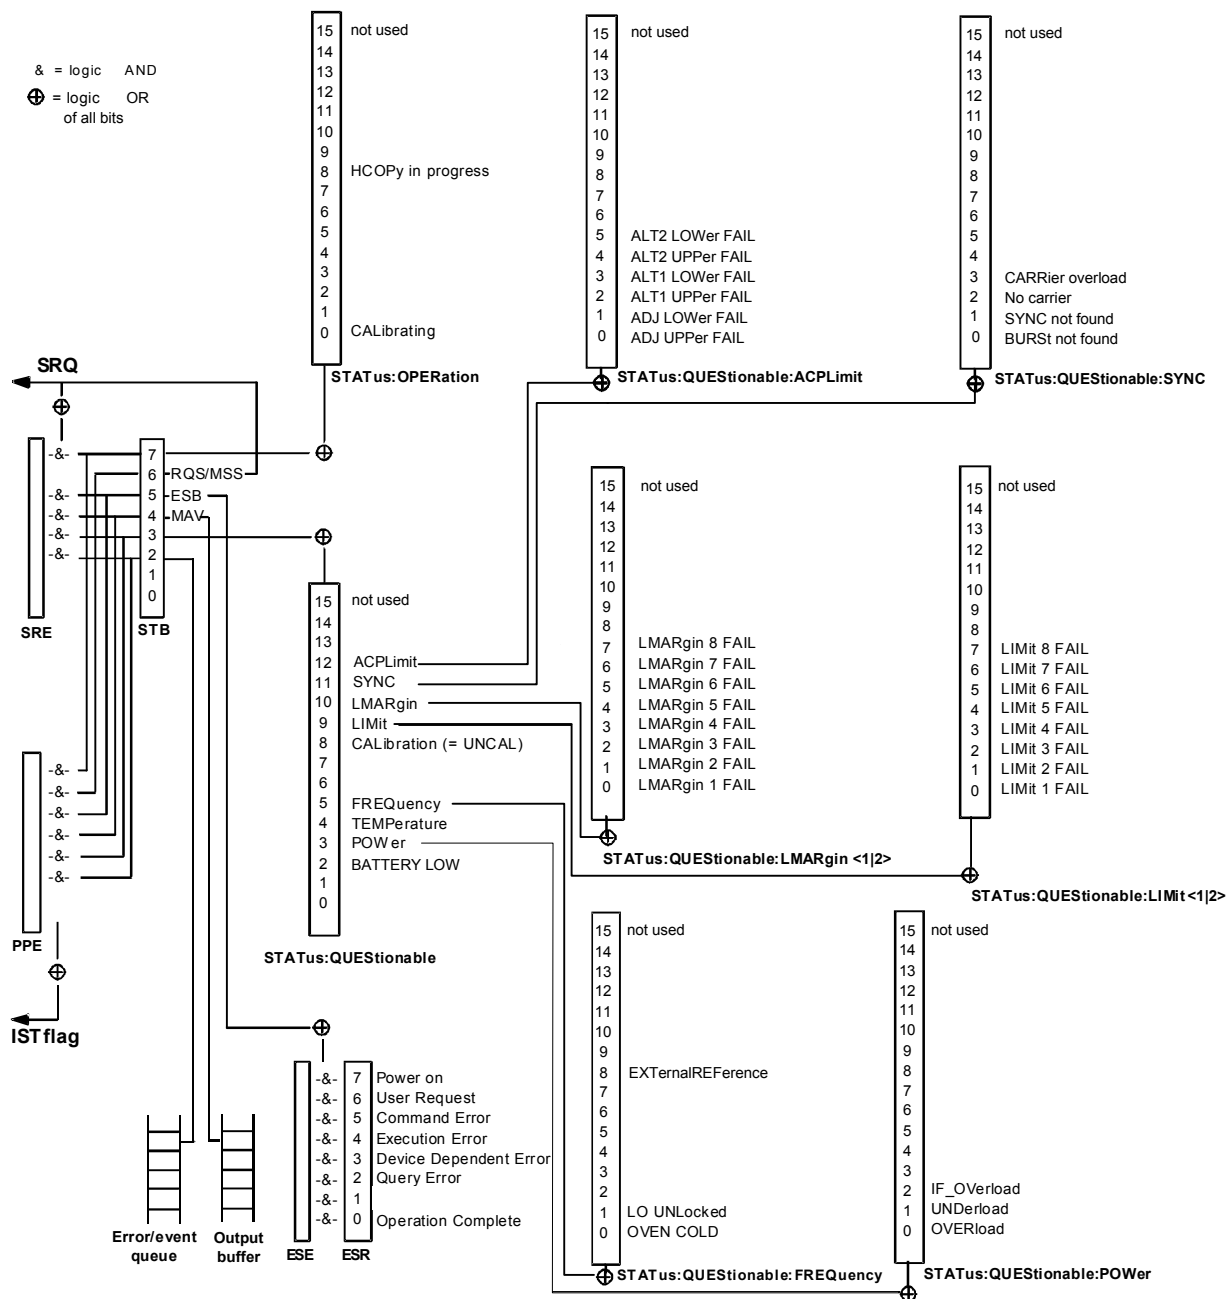 & = logic AND
= logic OR
of all bits
15 not used
14
13
12
11
10
9
8 HCOPy in progress
7
6
5
4
3
2
1
0 CALibrating
STATus:OPERation
15 not used
14
13
12
11
10
9
8
7
6
5 ALT2 LOWer FAIL
4 ALT2 UPPer FAIL
3 ALT1 LOWer FAIL
2 ALT1 UPPer FAIL
1 ADJ LOWer FAIL
0 ADJ UPPer FAIL
STATus:QUEStionable:ACPLimit
15 not used
14
13
12
11
10
9
8
7
6
5
4
3 CARRier overload
2 No carrier
1 SYNC not found
0 BURSt not found
STATus:QUEStionable:SYNC
SRQ
-&- 7
6 RQS/MSS
-&- 5 ESB
-&- 4 MAV
-&- 3
-&- 2
1
0
SRE
STB
15 not used
14
13
12 ACPLimit
11 SYNC
10 LMARgin
9 LIMit
8 CALibration (= UNCAL)
7
6
5 FREQuency
4 TEMPerature
3 POWer
2 BATTERY LOW
1
0
STATus:QUEStionable
15 not used
14
13
12
11
10
9
8
7 LMARgin 8 FAIL
6 LMARgin 7 FAIL
5 LMARgin 6 FAIL
4 LMARgin 5 FAIL
3 LMARgin 4 FAIL
2 LMARgin 3 FAIL
1 LMARgin 2 FAIL
0 LMARgin 1 FAIL
STATus:QUEStionable:LMARgin <1|2>
15 not used
14
13
12
11
10
9
8
7 LIMit 8 FAIL
6 LIMit 7 FAIL
5 LIMit 6 FAIL
4 LIMit 5 FAIL
3 LIMit 4 FAIL
2 LIMit 3 FAIL
1 LIMit 2 FAIL
0 LIMit 1 FAIL
STATus:QUEStionable:LIMit <1|2>
-&-
-&-
-&-
-&-
-&-
-&-
PPE
ISTflag
-&- 7 Power on
-&- 6 User Request
-&- 5 Command Error
-&- 4 Execution Error
-&- 3 Device Dependent Error
-&- 2 Query Error
-&- 1
-&- 0 Operation Complete
ESE
ESR
Error/event
queue
Output
buffer
15 not used
14
13
12
11
10
9
8 EXTernalREFerence
7
6
5
4
3
2
1 LO UNLocked
0 OVEN COLD
STATus:QUEStionable:FREQuency
15 not used
14
13
12
11
10
9
8
7
6
5
4
3
2 IF_OVerload
1 UNDerload
0 OVERload
STATus:QUEStionable:POWer